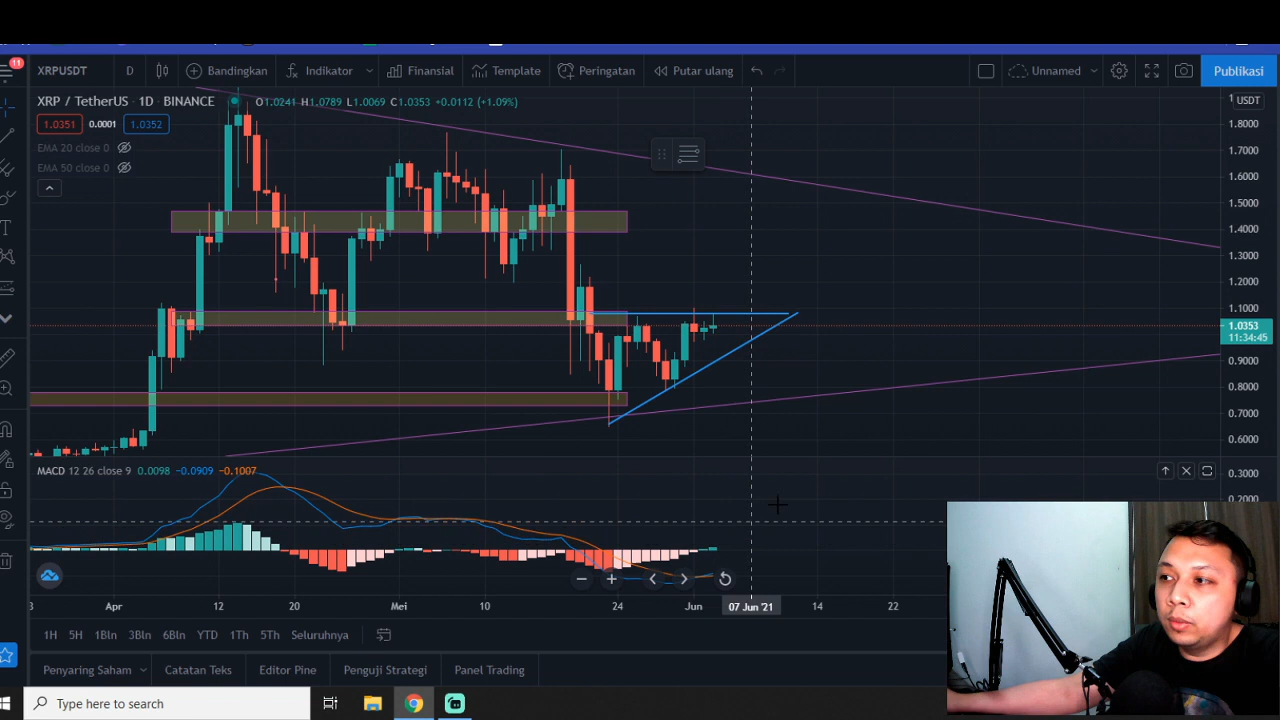 11
XRPUSDT D Bandingkan Indikator Finansial Template Peringatan Putar ulang Unnamed Publikasi
XRP / TetherUS · 1D · BINANCE O1.0241 H1.0789 L1.0069 C1.0353 +0.0112 (+1.09%)
USDT
1.0351 0.0001 1.0352
EMA 20 close 0
EMA 50 close 0
1.8000
1.7000
1.6000
1.5000
1.4000
1.3000
1.2000
1.1000
1.0353
11:34:45
0.9000
0.8000
0.7000
0.6000
MACD 12 26 close 9 0.0098 −0.0909 −0.1007
0.3000
0.2000
3 Apr 12 20 Mei 10 24 Jun 07 Jun '21 14 22
1H 5H 1Bln 3Bln 6Bln YTD 1Th 5Th Seluruhnya
Penyaring Saham Catatan Teks Editor Pine Penguji Strategi Panel Trading
Type here to search